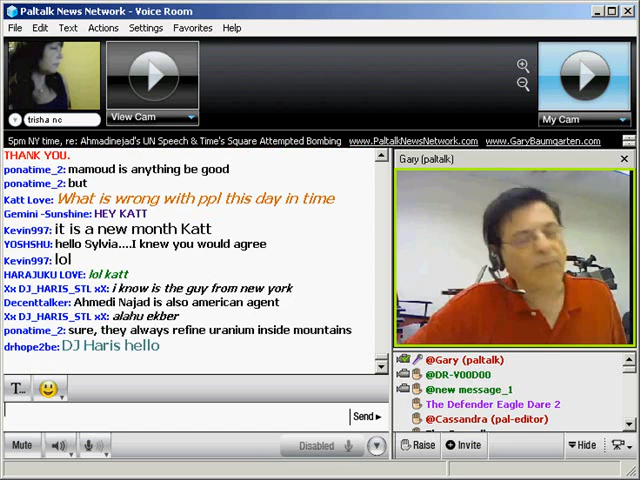 Paltalk News Network - Voice Room
File Edit Text Actions Settings Favorites Help
trisha nc
View Cam
My Cam
5pm NY time, re: Ahmadinejad's UN Speech & Time's Square Attempted Bombing www.PaltalkNewsNetwork.com www.GaryBaumgarten.com
THANK YOU.
ponatime_2: mamoud is anything be good
ponatime_2: but
Katt Love: What is wrong with ppl this day in time
Gemini -Sunshine: HEY KATT
Kevin997: it is a new month Katt
YOSHSHU: hello Sylvia....I knew you would agree
Kevin997: lol
HARAJUKU LOVE: lol katt
Xx DJ_HARIS_STL xX: i know is the guy from new york
Decenttalker: Ahmedi Najad is also american agent
Xx DJ_HARIS_STL xX: alahu ekber
ponatime_2: sure, they always refine uranium inside mountains
drhope2be: DJ Haris hello
T...
Send
Mute
Disabled
Gary (paltalk)
@Gary (paltalk)
@DR-V00D00
@new message_1
The Defender Eagle Dare 2
@Cassandra (pal-editor)
Raise
Invite
Hide